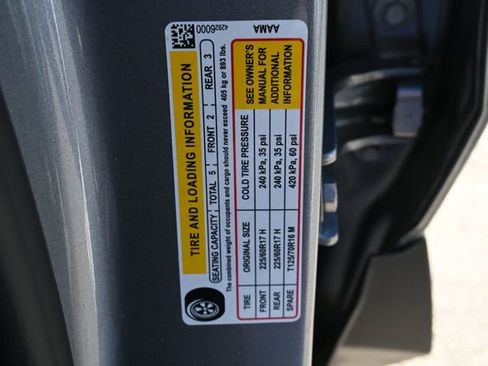 42926000
AAMA
TIRE AND LOADING INFORMATION
SEATING CAPACITY TOTAL 5 FRONT 2 REAR 3
The combined weight of occupants and cargo should never exceed 405 kg or 893 lbs.
TIRE ORIGINAL SIZE COLD TIRE PRESSURE
FRONT 225/60R17 H 240 kPa, 35 psi
REAR 225/60R17 H 240 kPa, 35 psi
SPARE T125/70R16 M 420 kPa, 60 psi
SEE OWNER'S
MANUAL FOR
ADDITIONAL
INFORMATION